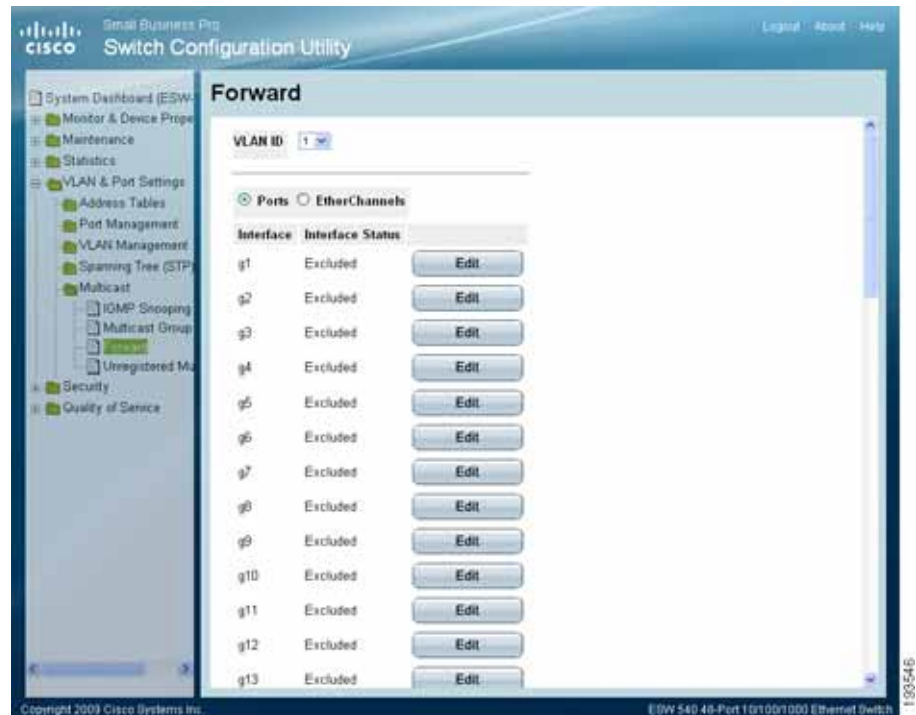 Small Business Pro
CISCO Switch Configuration Utility
Logout About Help
System Dashboard (ESW-
Monitor & Device Prope
Maintenance
Statistics
VLAN & Port Settings
Address Tables
Port Management
VLAN Management
Spanning Tree (STP)
Multicast
IGMP Snooping
Multicast Group
Forward
Unregistered Mu
Security
Quality of Service
Forward
VLAN ID 1
Ports EtherChannels
Interface Interface Status
g1 Excluded Edit
g2 Excluded Edit
g3 Excluded Edit
g4 Excluded Edit
g5 Excluded Edit
g6 Excluded Edit
g7 Excluded Edit
g8 Excluded Edit
g9 Excluded Edit
g10 Excluded Edit
g11 Excluded Edit
g12 Excluded Edit
g13 Excluded Edit
Copyright 2009 Cisco Systems Inc.
ESW 540 48-Port 10/100/1000 Ethernet Switch
193546